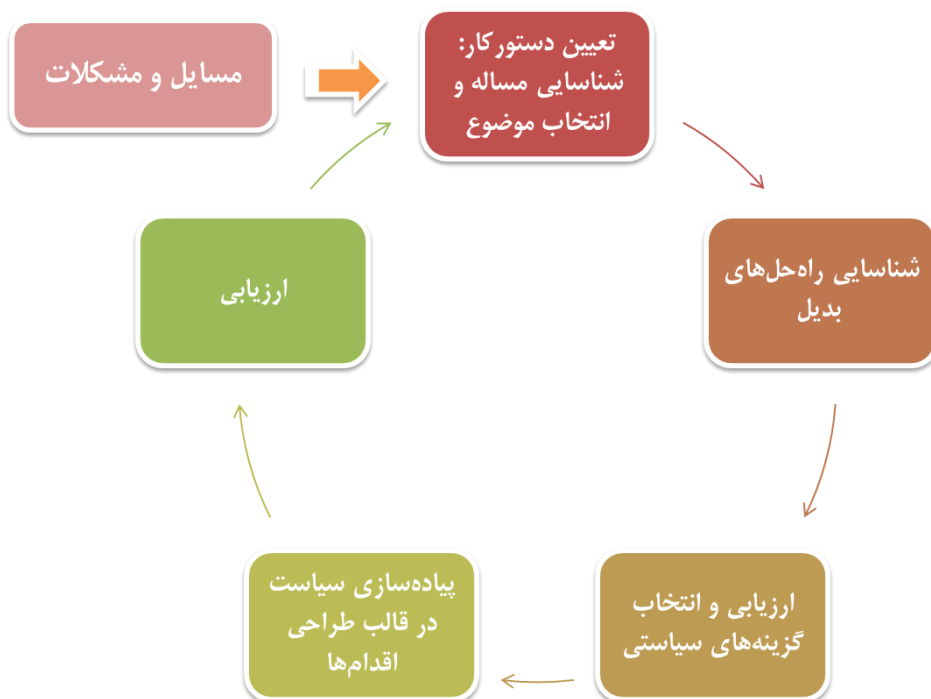 مسایل و مشکلات
تعیین دستورکار:
شناسایی مساله و
انتخاب موضوع
شناسایی راه‌حل‌های
بدیل
ارزیابی و انتخاب
گزینه‌های سیاستی
پیاده‌سازی سیاست
در قالب طراحی
اقدام‌ها
ارزیابی